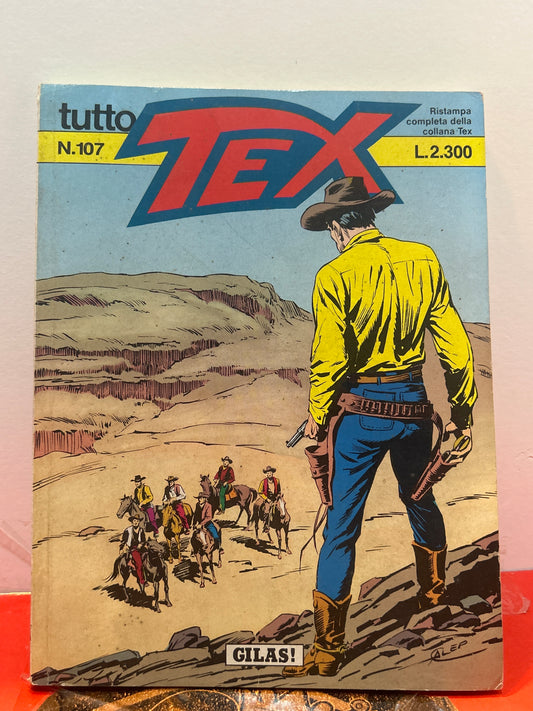 tutto
TEX
N.107
Ristampa
completa della
collana Tex
L.2.300
GILAS!
GALEP